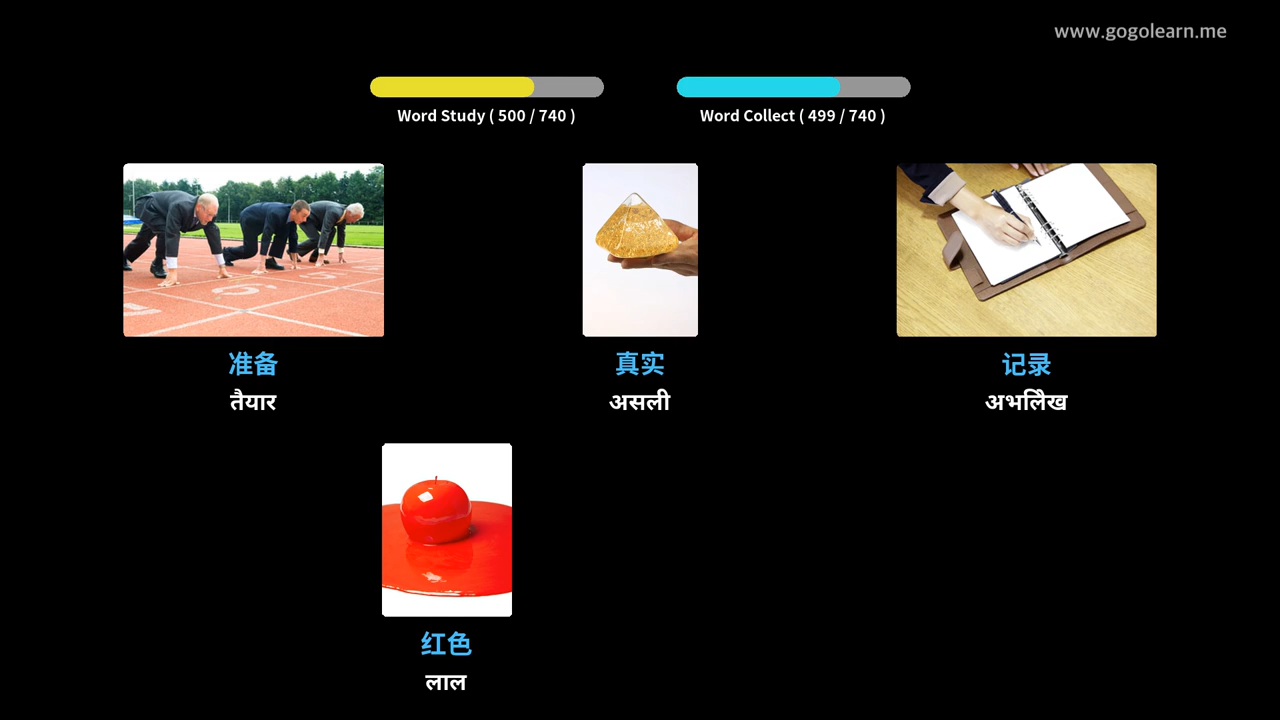 www.gogolearn.me
Word Study ( 500 / 740 )
Word Collect ( 499 / 740 )
准备
तैयार
真实
असली
记录
अभिलेख
红色
लाल